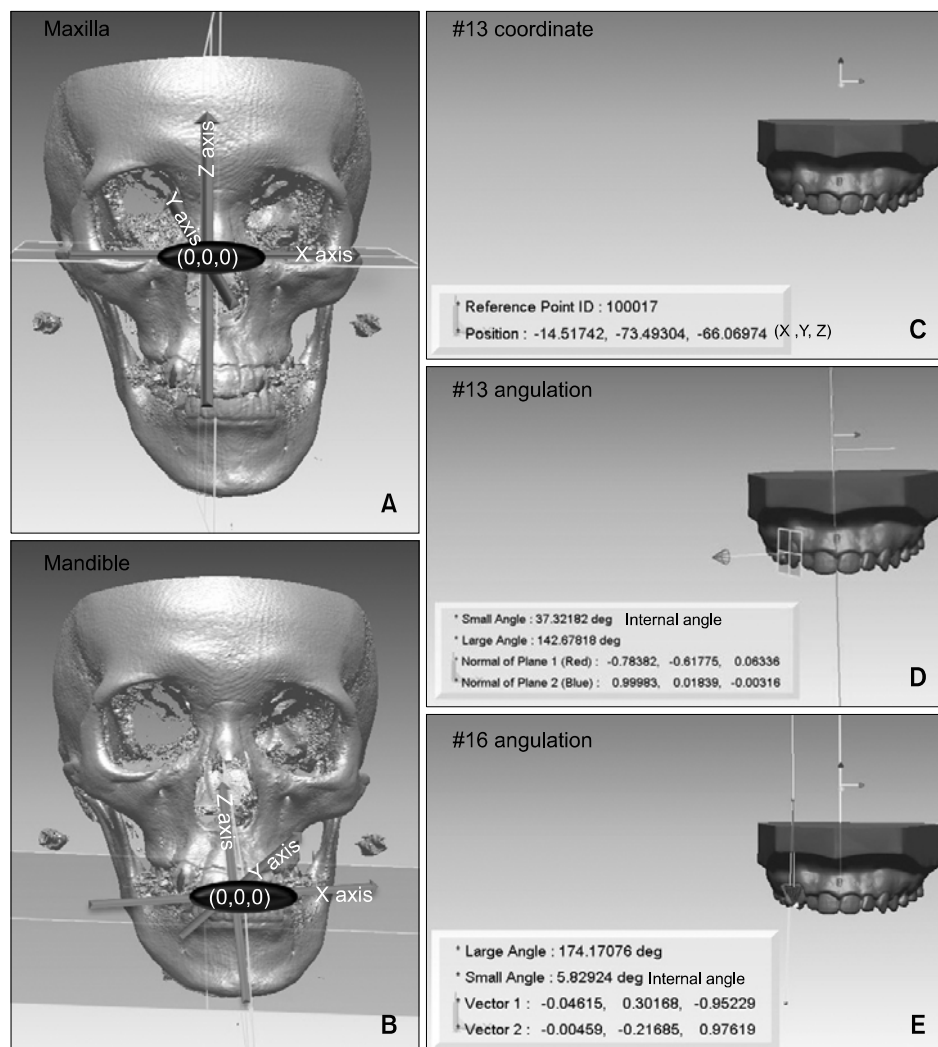 Maxilla
Z axis
Y axis
(0,0,0)
X axis
A
Mandible
Z axis
Y axis
(0,0,0)
X axis
B
#13 coordinate
* Reference Point ID : 100017
* Position : -14.51742, -73.49304, -66.06974 (X ,Y, Z)
C
#13 angulation
* Small Angle : 37.32182 deg Internal angle
* Large Angle : 142.67818 deg
* Normal of Plane 1 (Red) : -0.78382, -0.61775, 0.06336
* Normal of Plane 2 (Blue) : 0.99983, 0.01839, -0.00316
D
#16 angulation
* Large Angle : 174.17076 deg
* Small Angle : 5.82924 deg Internal angle
* Vector 1 : -0.04615, 0.30168, -0.95229
* Vector 2 : -0.00459, -0.21685, 0.97619
E